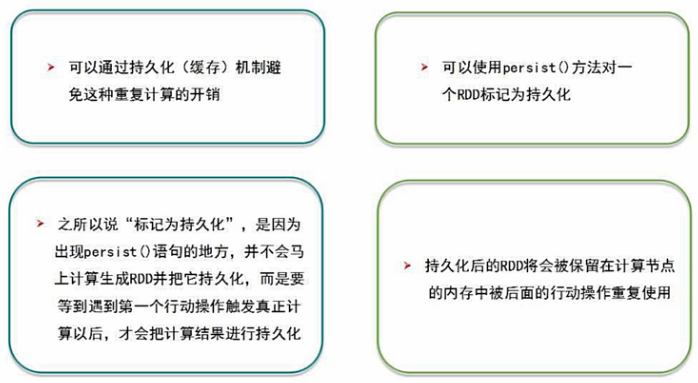 可以通过持久化（缓存）机制避
免这种重复计算的开销
可以使用persist()方法对一
个RDD标记为持久化
之所以说“标记为持久化”，是因为
出现persist()语句的地方，并不会马
上计算生成RDD并把它持久化，而是要
等到遇到第一个行动操作触发真正计
算以后，才会把计算结果进行持久化
持久化后的RDD将会被保留在计算节点
的内存中被后面的行动操作重复使用